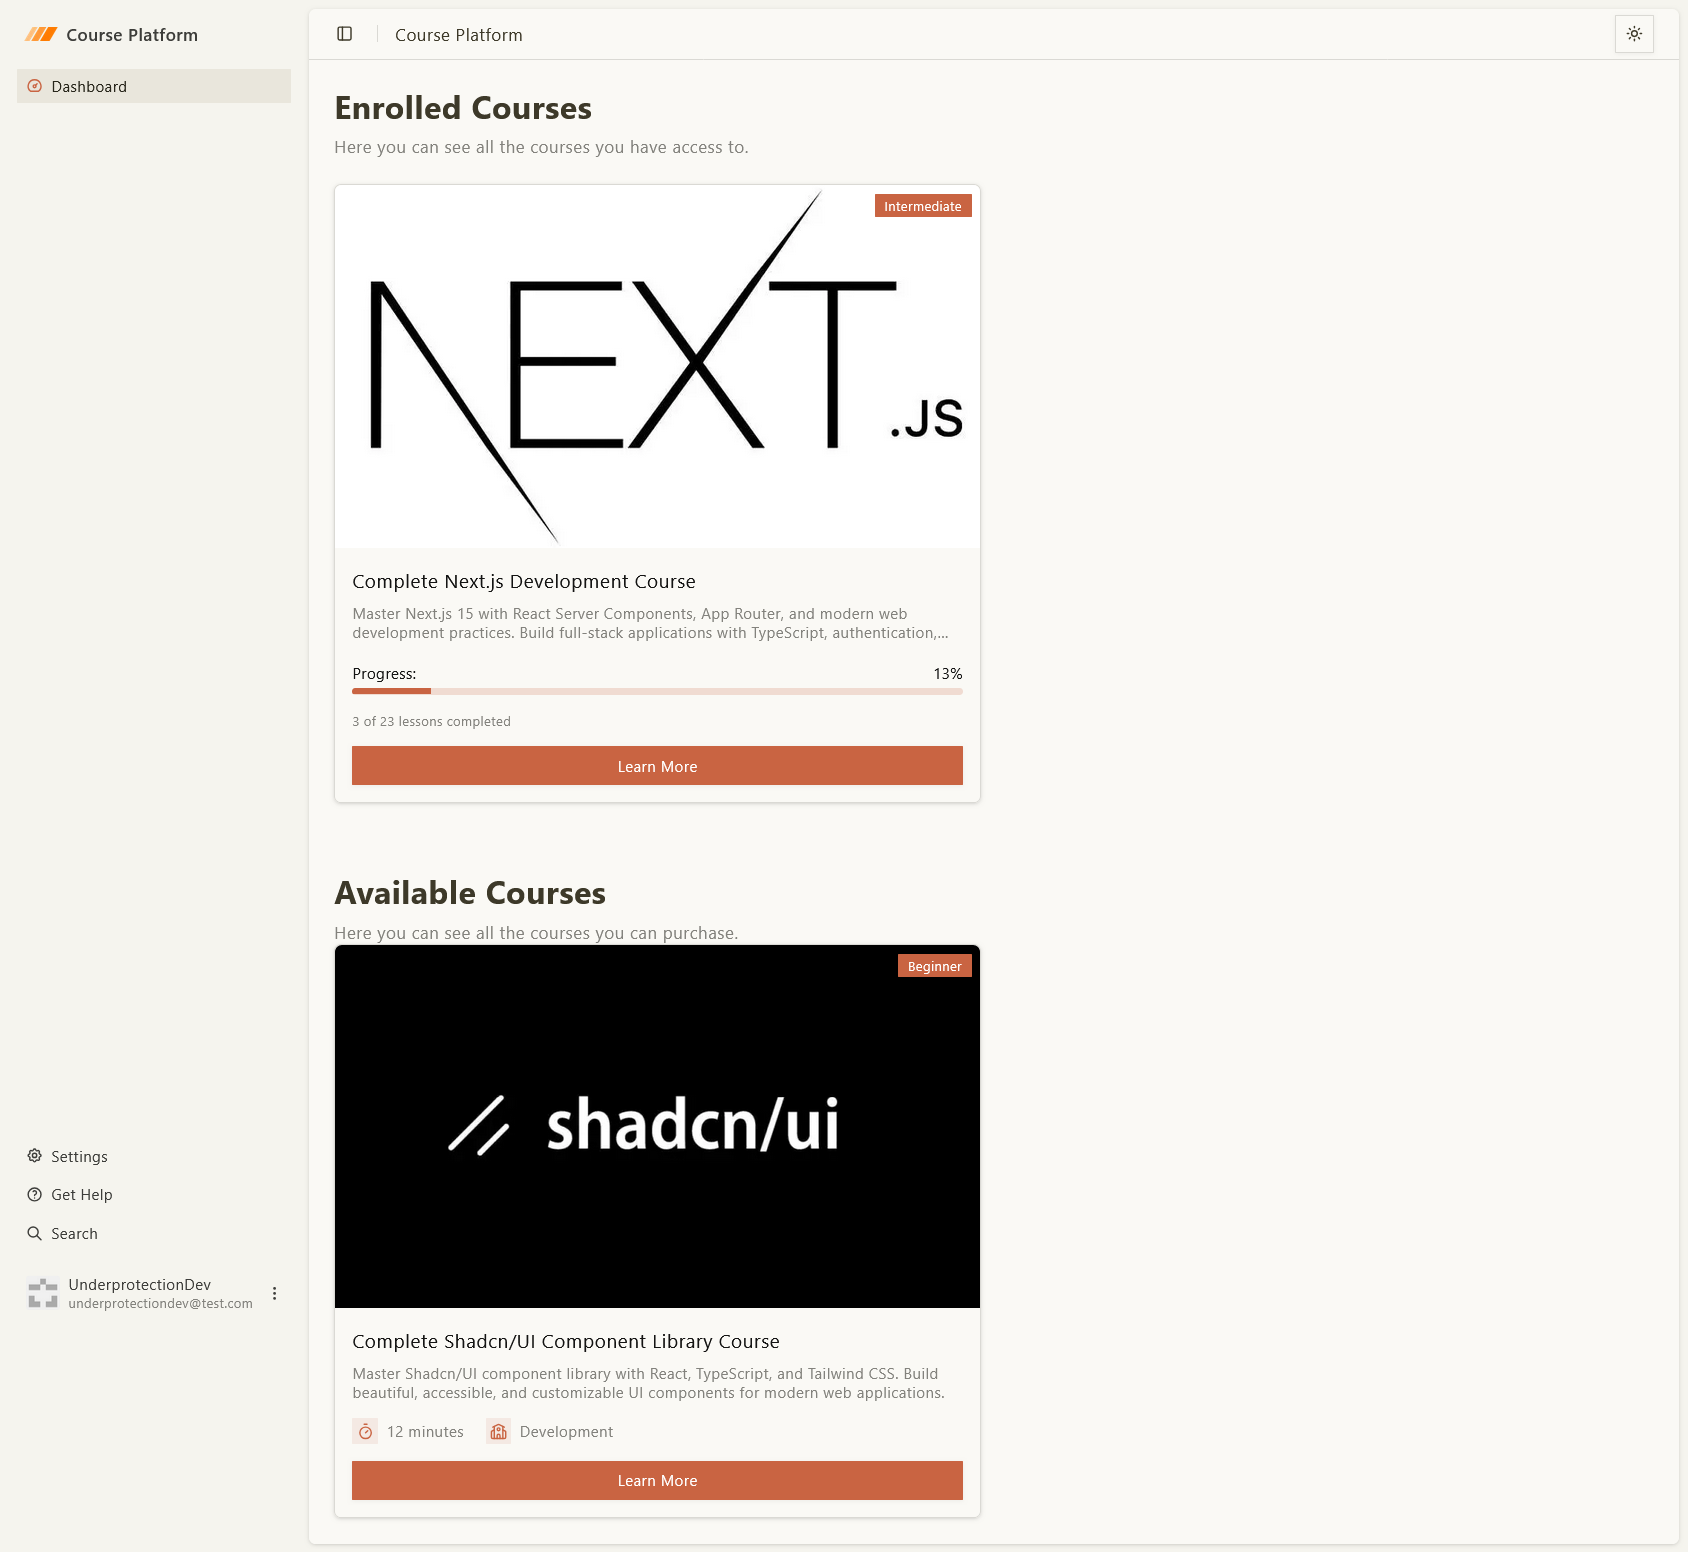 Course Platform
Dashboard
Settings
Get Help
Search
UnderprotectionDev
underprotectiondev@test.com
Course Platform
Enrolled Courses
Here you can see all the courses you have access to.
Intermediate
NEXT
.JS
Complete Next.js Development Course
Master Next.js 15 with React Server Components, App Router, and modern web
development practices. Build full-stack applications with TypeScript, authentication,...
Progress: 13%
3 of 23 lessons completed
Learn More
Available Courses
Here you can see all the courses you can purchase.
Beginner
shadcn/ui
Complete Shadcn/UI Component Library Course
Master Shadcn/UI component library with React, TypeScript, and Tailwind CSS. Build
beautiful, accessible, and customizable UI components for modern web applications.
12 minutes Development
Learn More